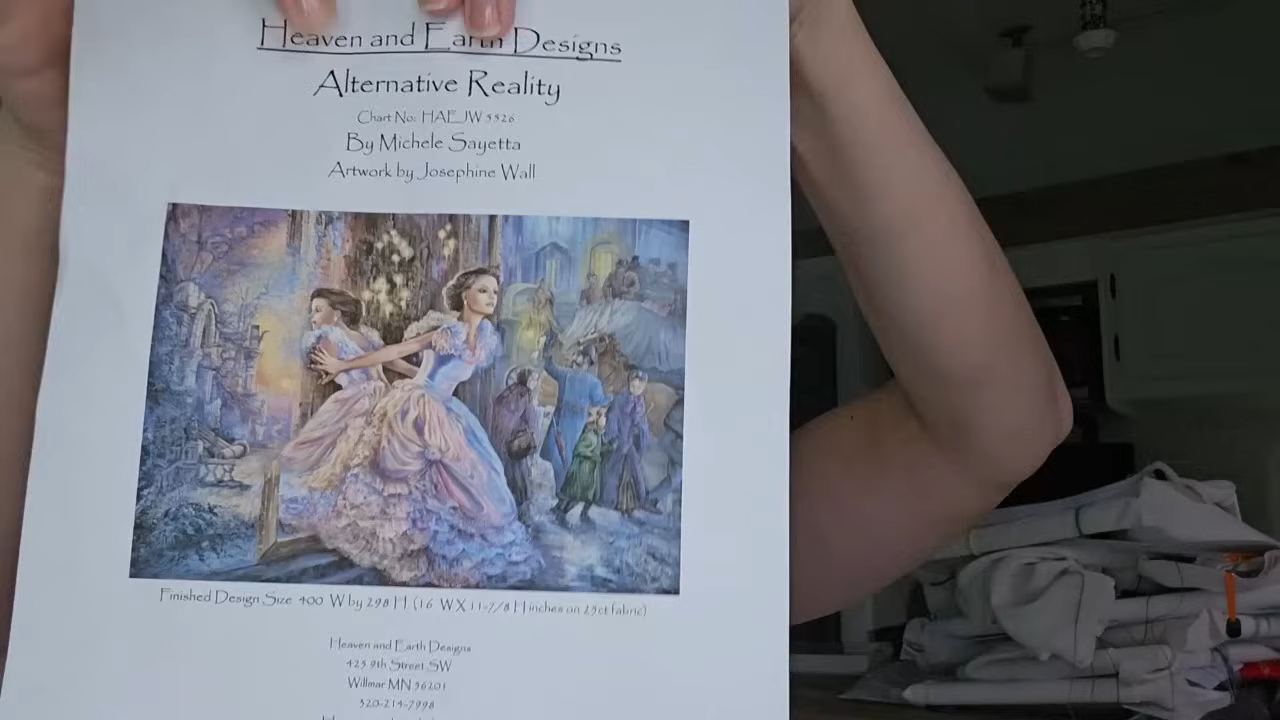 Heaven and Earth Designs
Alternative Reality
Chart No: HAEJW 5526
By Michele Sayetta
Artwork by Josephine Wall
Finished Design Size 400 W by 298 H (16 W X 11-7/8 H inches on 25ct fabric)
Heaven and Earth Designs
425 9th Street SW
Willmar MN 56201
320-214-7998